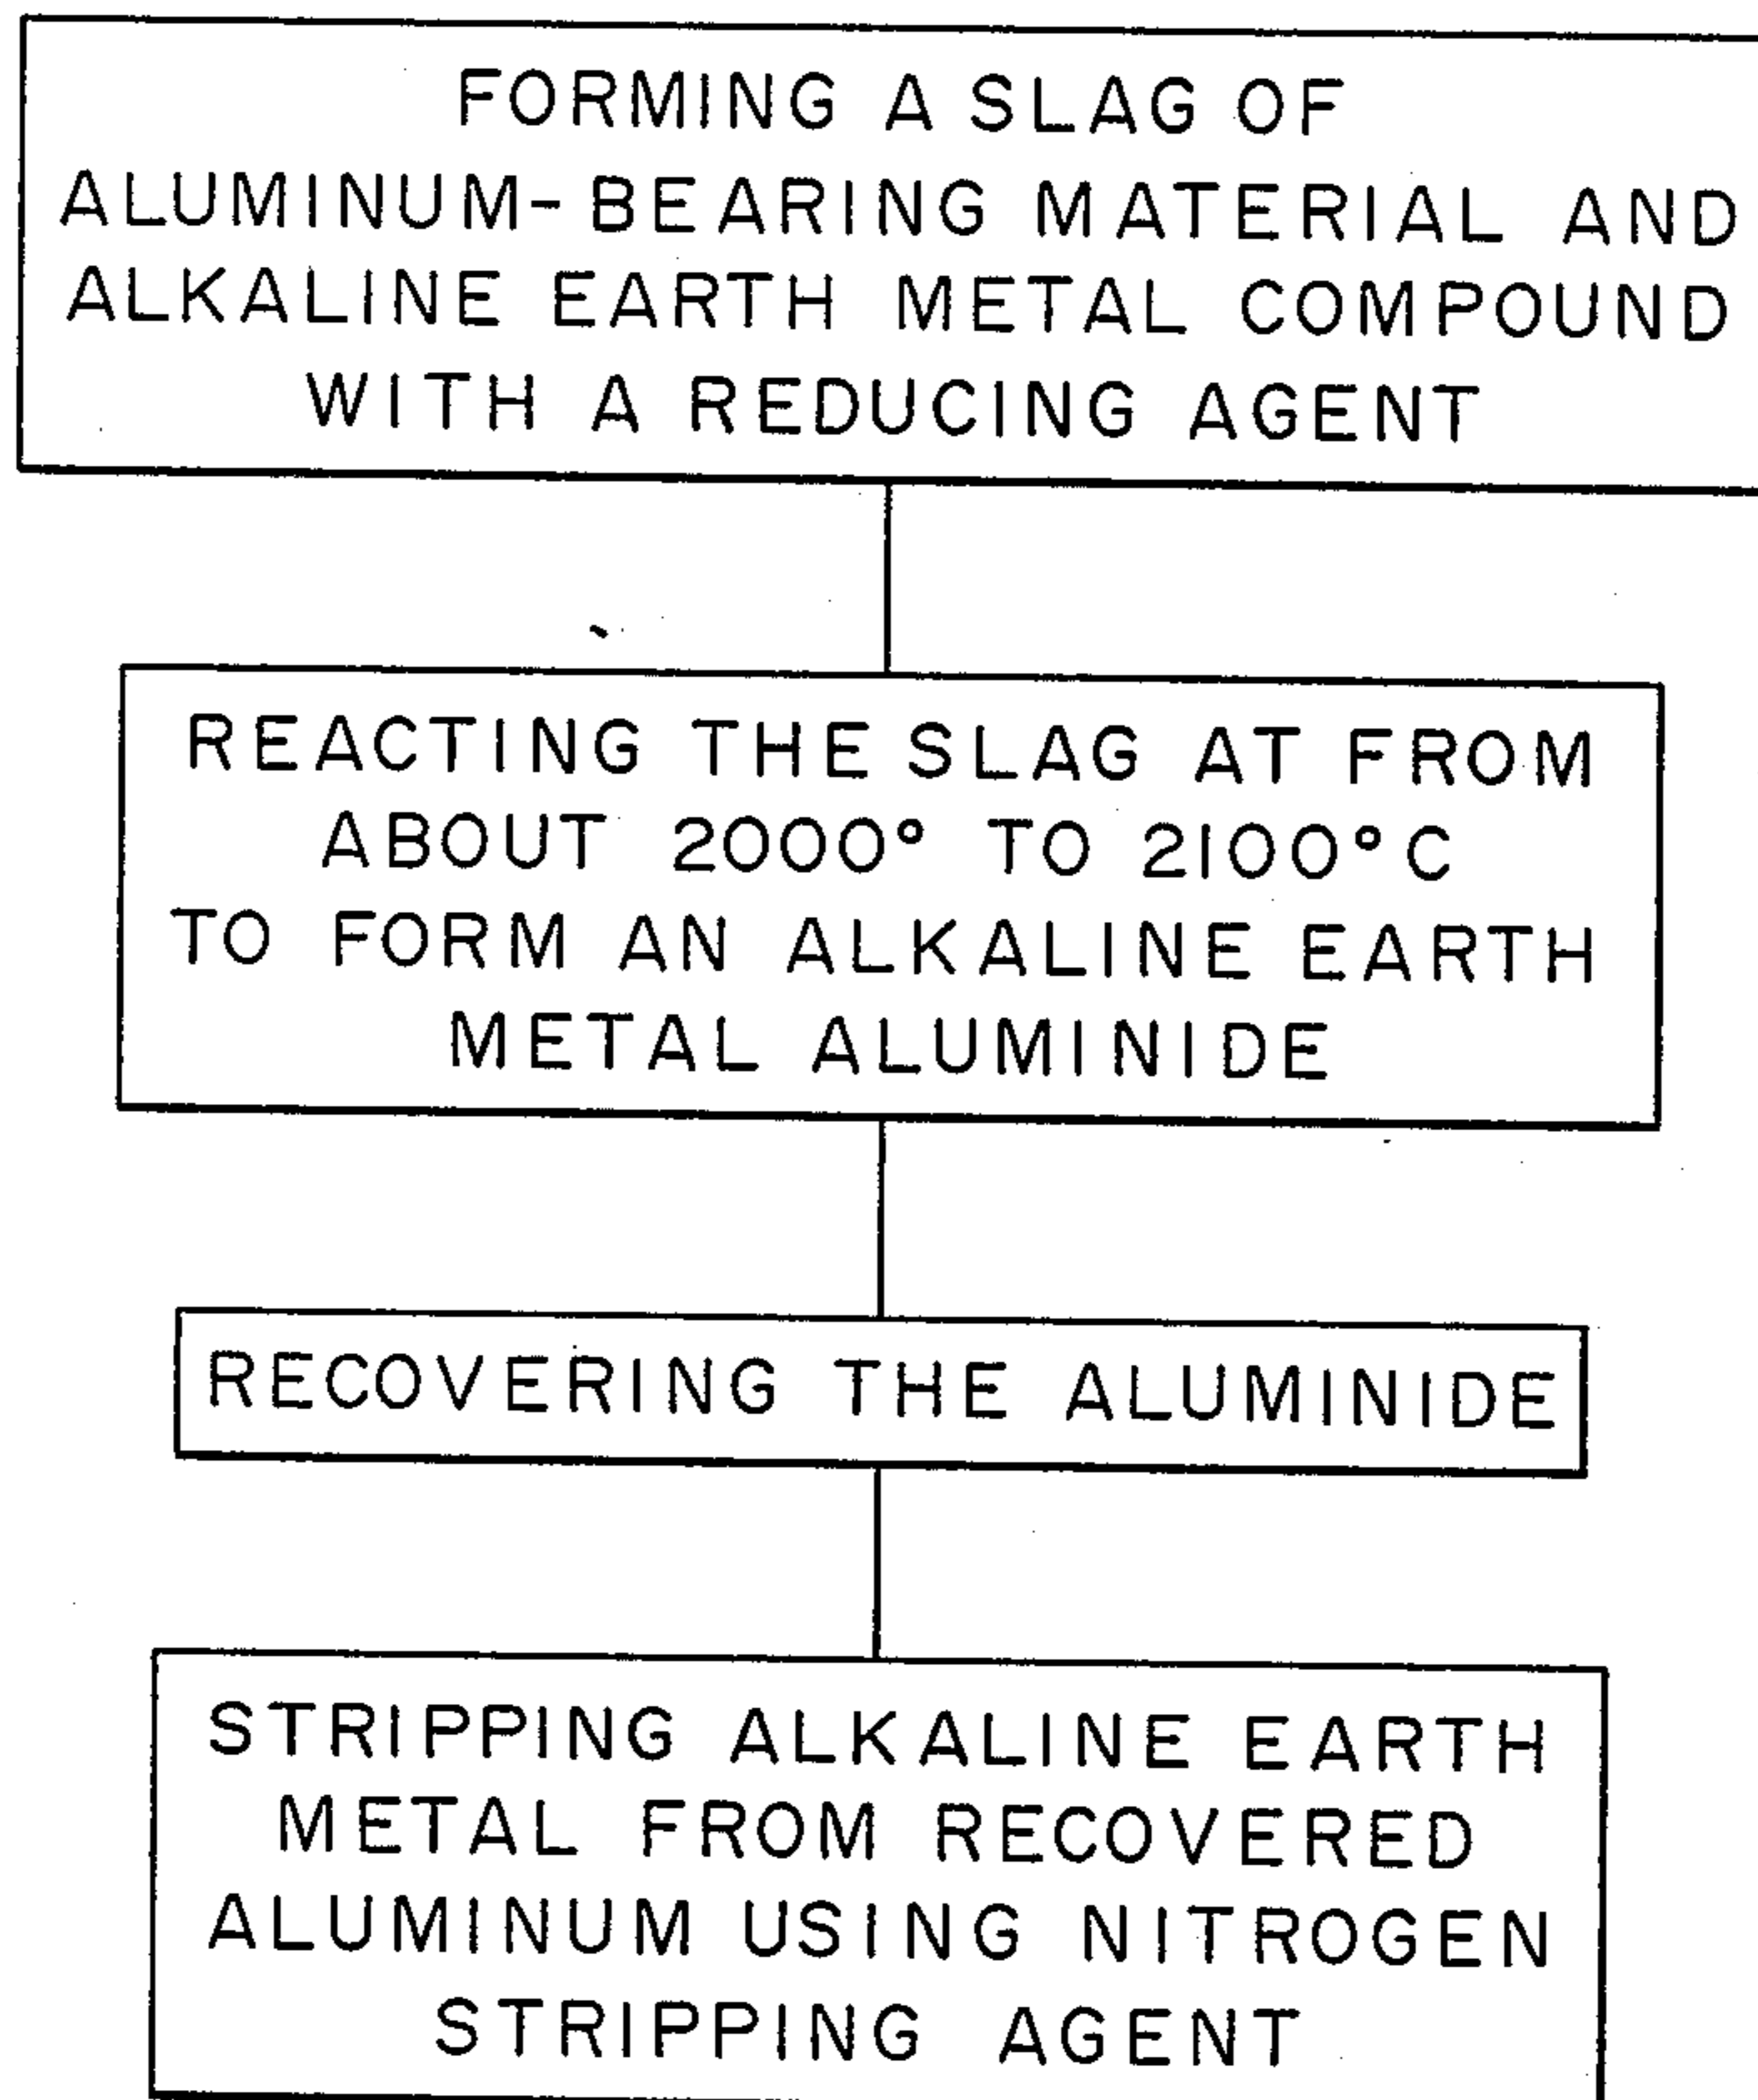 FORMING A SLAG OF
ALUMINUM-BEARING MATERIAL AND
ALKALINE EARTH METAL COMPOUND
WITH A REDUCING AGENT
REACTING THE SLAG AT FROM
ABOUT 2000° TO 2100°C
TO FORM AN ALKALINE EARTH
METAL ALUMINIDE
RECOVERING THE ALUMINIDE
STRIPPING ALKALINE EARTH
METAL FROM RECOVERED
ALUMINUM USING NITROGEN
STRIPPING AGENT